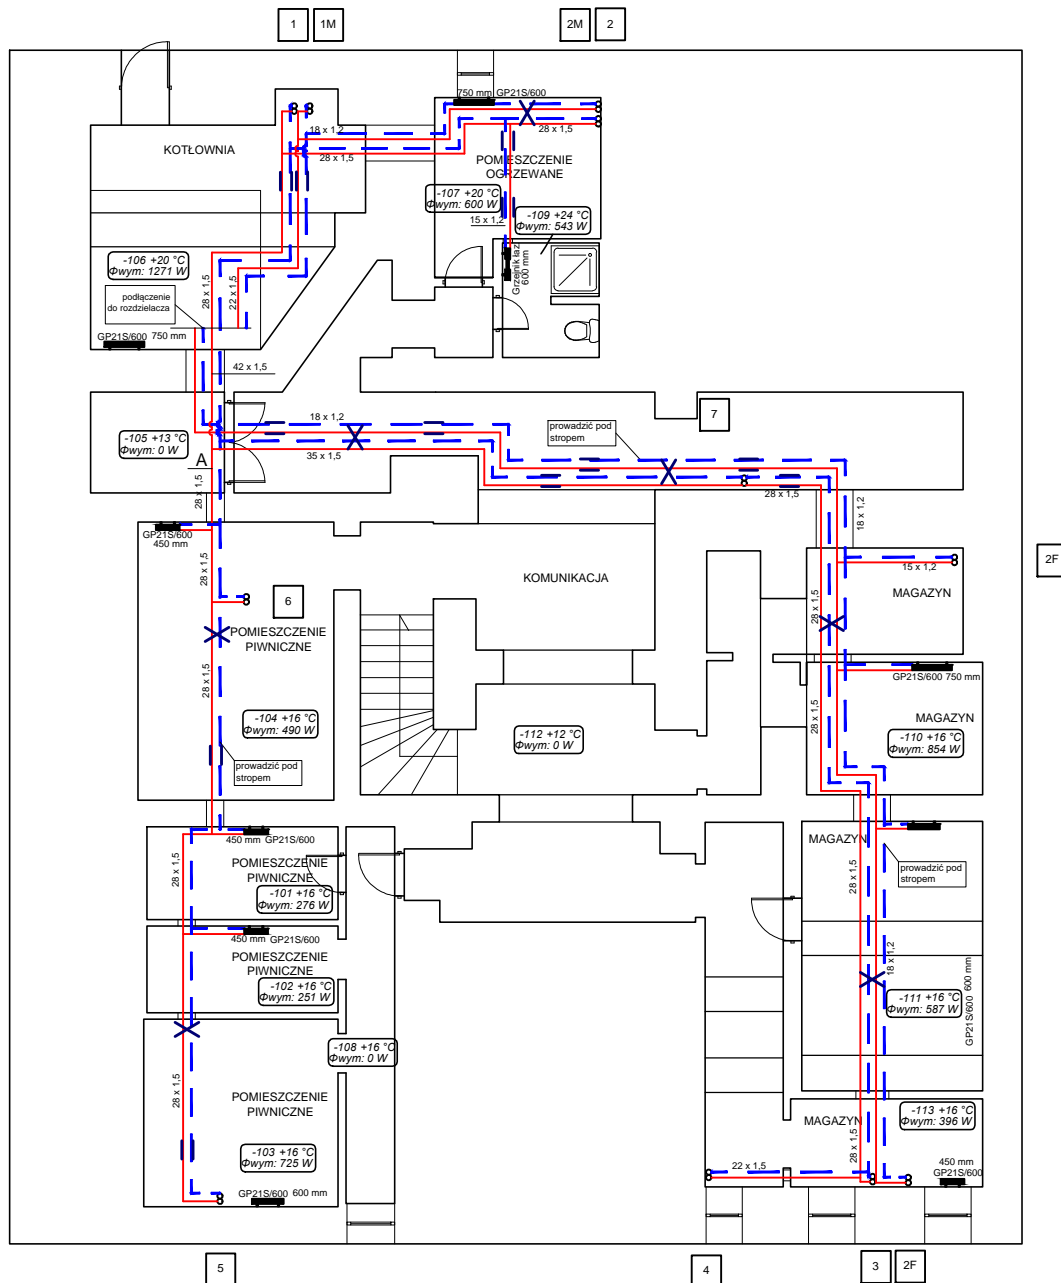 1
1M
2M
2
750 mm GP21S/600
18 x 1,2
28 x 1,5
28 x 1,5
KOTŁOWNIA
POMIESZCZENIE
OGRZEWANE
-107 +20 °C
Φwym: 600 W
-109 +24 °C
Φwym: 543 W
15 x 1,2
Grzejnik łaz.
600 mm
-106 +20 °C
Φwym: 1271 W
28 x 1,5
22 x 1,5
podłączenie
do rozdzielacza
GP21S/600
750 mm
42 x 1,5
7
18 x 1,2
prowadzić pod
stropem
-105 +13 °C
Φwym: 0 W
A
35 x 1,5
28 x 1,5
28 x 1,5
18 x 1,2
GP21S/600
450 mm
28 x 1,5
KOMUNIKACJA
15 x 1,2
MAGAZYN
2F
6
28 x 1,5
POMIESZCZENIE
PIWNICZNE
28 x 1,5
GP21S/600 750 mm
28 x 1,5
MAGAZYN
-104 +16 °C
Φwym: 490 W
-112 +12 °C
Φwym: 0 W
-110 +16 °C
Φwym: 854 W
prowadzić pod
stropem
450 mm GP21S/600
MAGAZYN
28 x 1,5
POMIESZCZENIE
PIWNICZNE
28 x 1,5
prowadzić pod
stropem
-101 +16 °C
Φwym: 276 W
450 mm GP21S/600
18 x 1,2
POMIESZCZENIE
PIWNICZNE
-102 +16 °C
Φwym: 251 W
GP21S/600 600 mm
-111 +16 °C
Φwym: 587 W
-108 +16 °C
Φwym: 0 W
28 x 1,5
POMIESZCZENIE
PIWNICZNE
MAGAZYN
-113 +16 °C
Φwym: 396 W
28 x 1,5
-103 +16 °C
Φwym: 725 W
22 x 1,5
450 mm
GP21S/600
GP21S/600 600 mm
5
4
3
2F